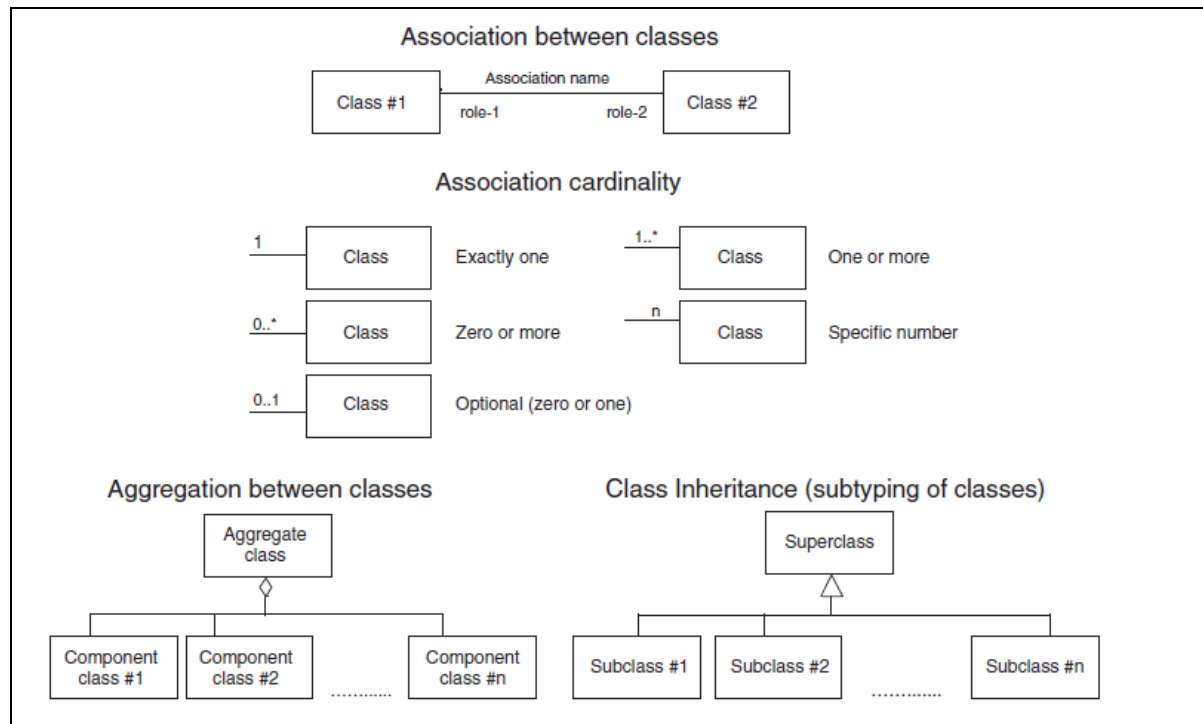 Association between classes
Class #1
Association name
role-1
role-2
Class #2
Association cardinality
1
Class
Exactly one
1..*
Class
One or more
0..*
Class
Zero or more
n
Class
Specific number
0..1
Class
Optional (zero or one)
Aggregation between classes
Aggregate
class
Component
class #1
Component
class #2
...........
Component
class #n
Class Inheritance (subtyping of classes)
Superclass
Subclass #1
Subclass #2
...........
Subclass #n